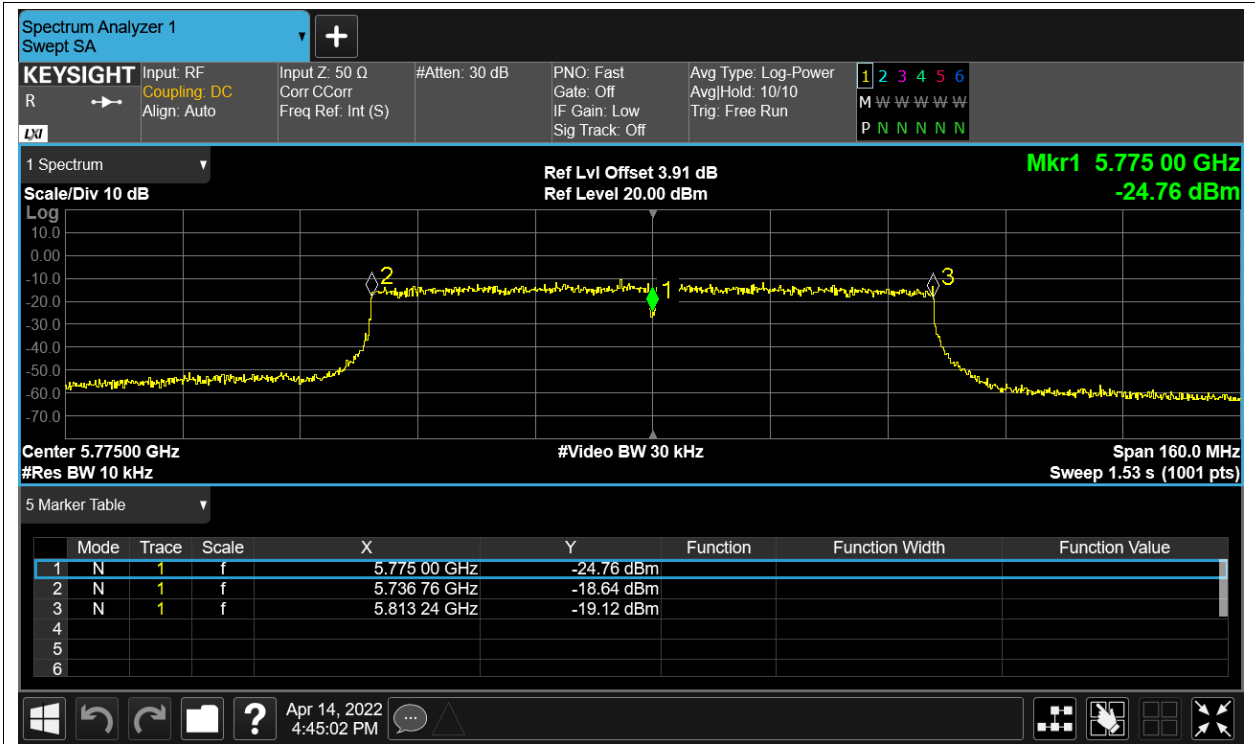 Spectrum Analyzer 1
Swept SA
+
KEYSIGHT Input: RF Input Z: 50 Ω #Atten: 30 dB PNO: Fast Avg Type: Log-Power 1 2 3 4 5 6
R Coupling: DC Corr CCorr Gate: Off Avg|Hold: 10/10 M W W W W W
Align: Auto Freq Ref: Int (S) IF Gain: Low Trig: Free Run
LXI Sig Track: Off P N N N N N
1 Spectrum
Ref Lvl Offset 3.91 dB Mkr1 5.775 00 GHz
Scale/Div 10 dB Ref Level 20.00 dBm -24.76 dBm
Log
10.0
0.00
-10.0
-20.0
-30.0
-40.0
-50.0
-60.0
-70.0
2
1
3
Center 5.77500 GHz #Video BW 30 kHz Span 160.0 MHz
#Res BW 10 kHz Sweep 1.53 s (1001 pts)
5 Marker Table
Mode Trace Scale X Y Function Function Width Function Value
1 N 1 f 5.775 00 GHz -24.76 dBm
2 N 1 f 5.736 76 GHz -18.64 dBm
3 N 1 f 5.813 24 GHz -19.12 dBm
4
5
6
? Apr 14, 2022
4:45:02 PM